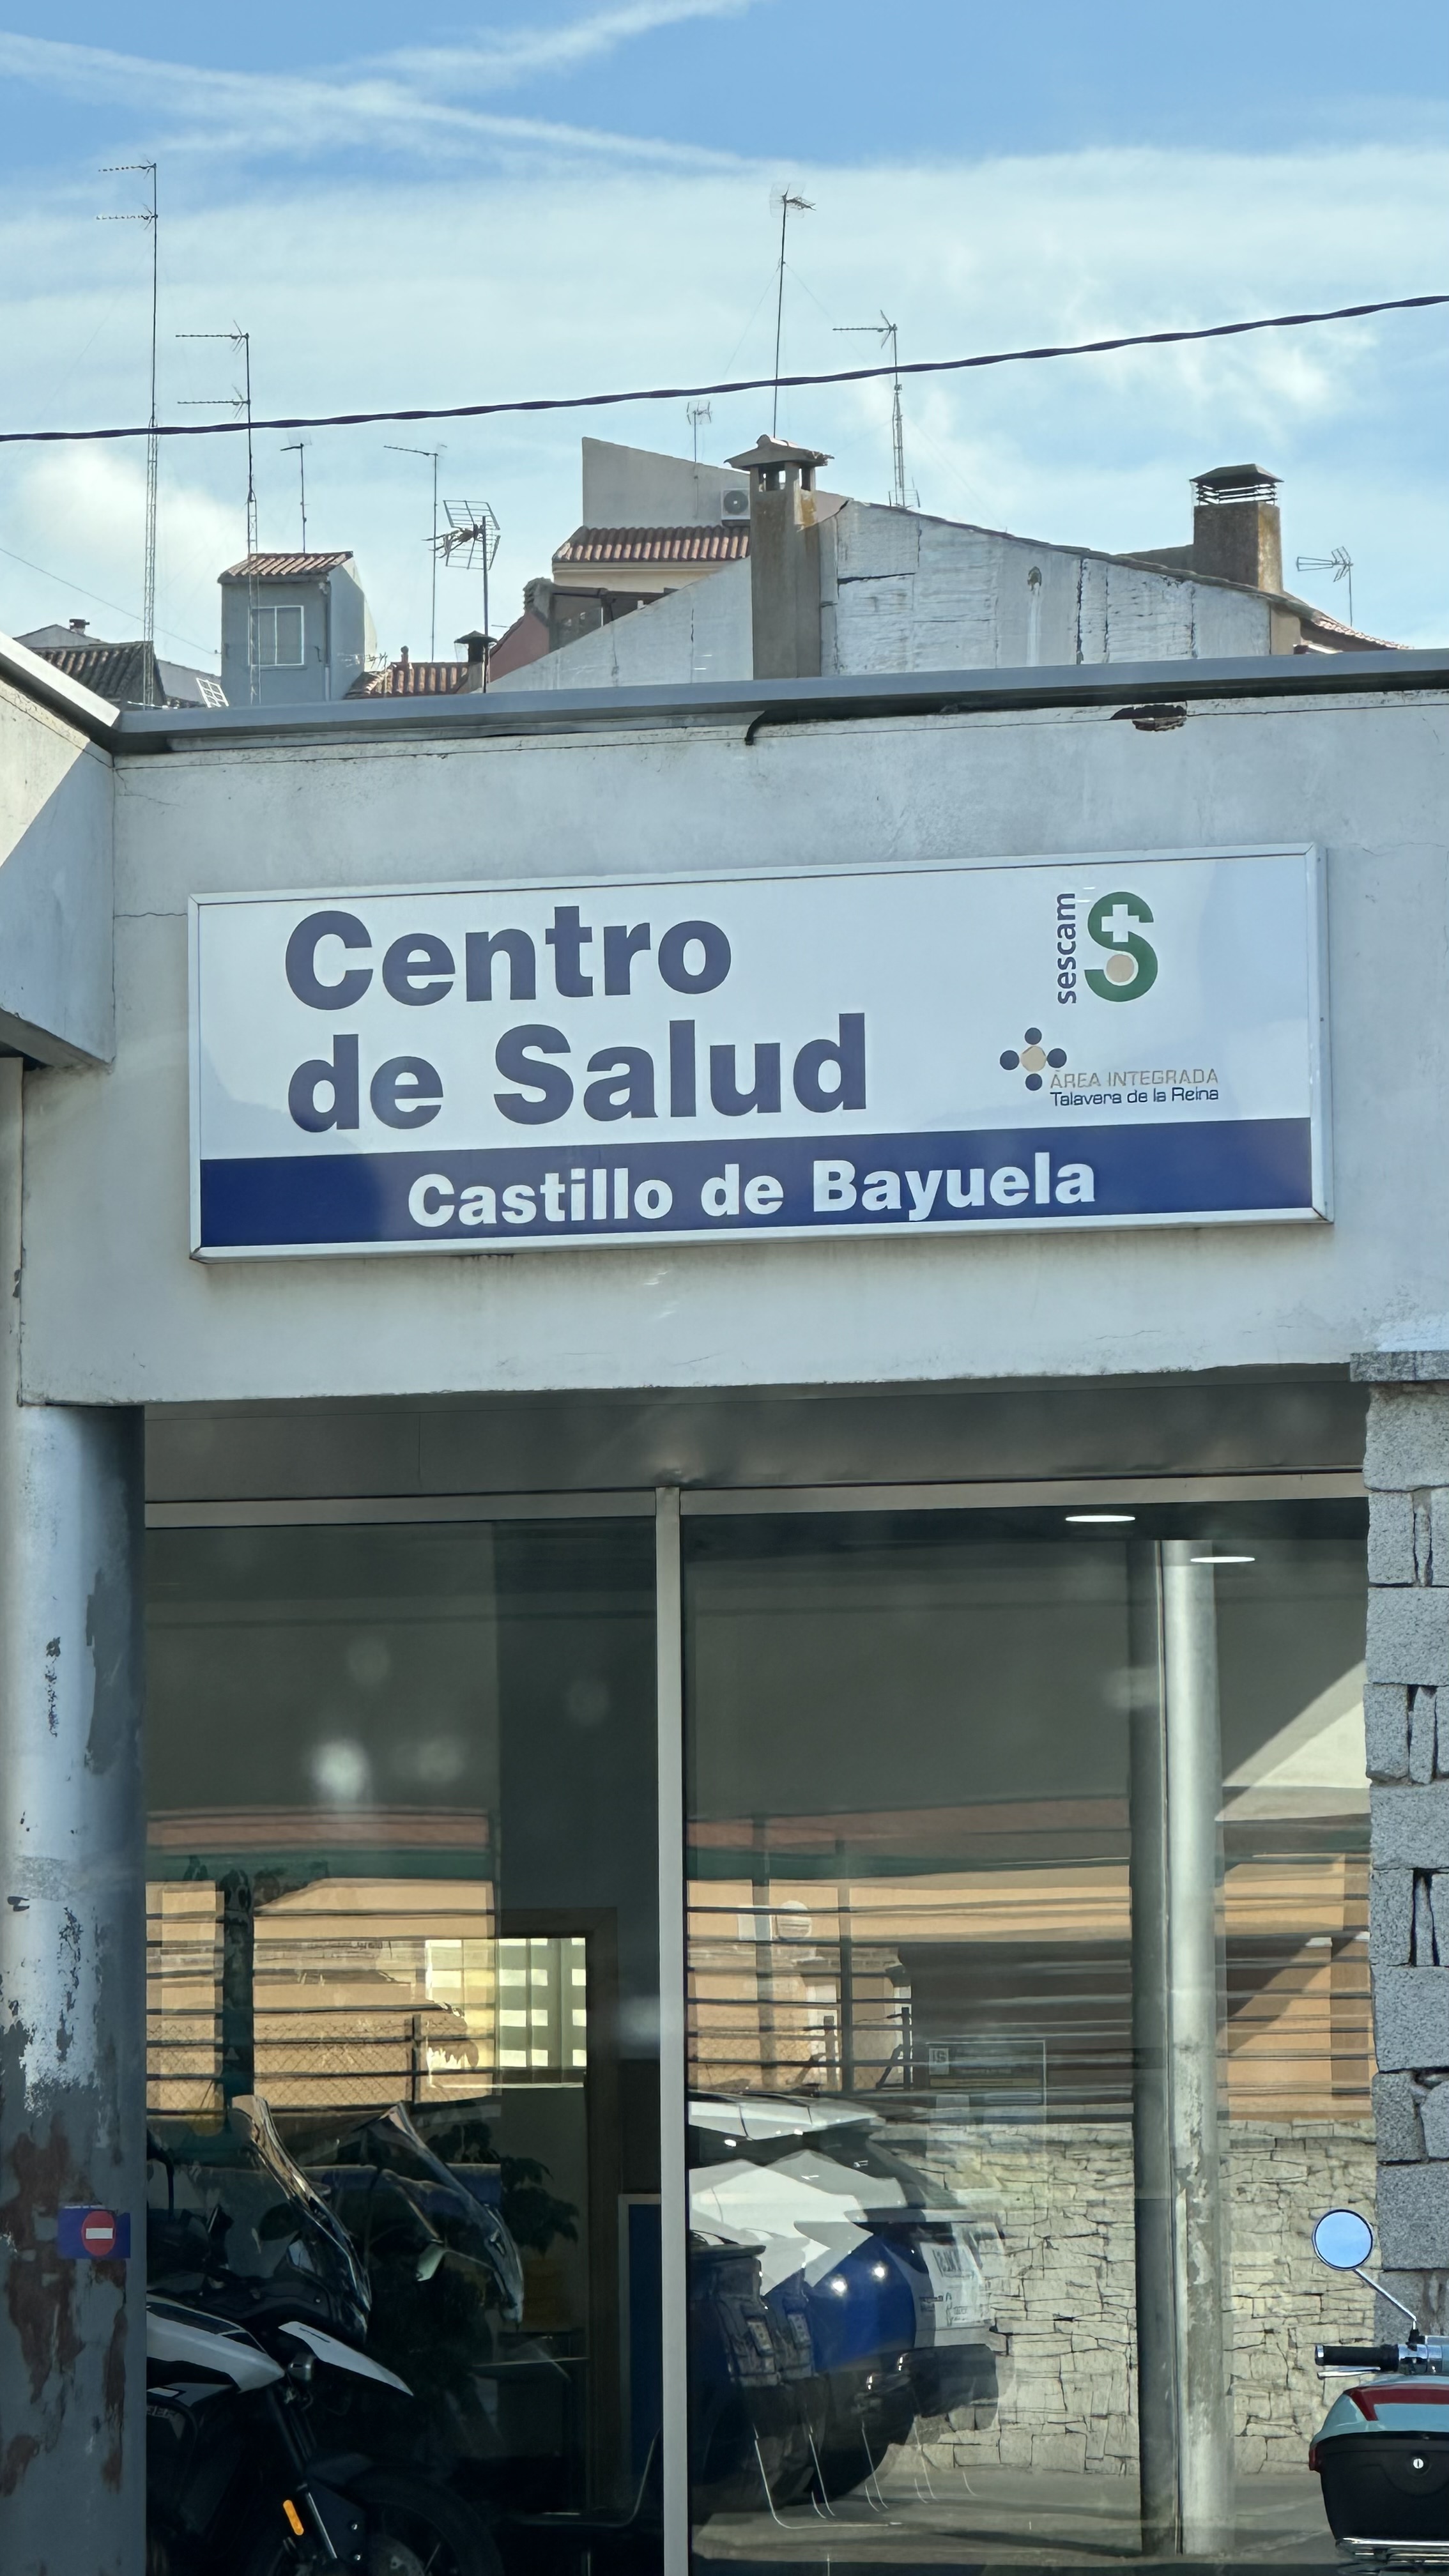 Centro
de Salud
sescam
ÁREA INTEGRADA
Talavera de la Reina
Castillo de Bayuela